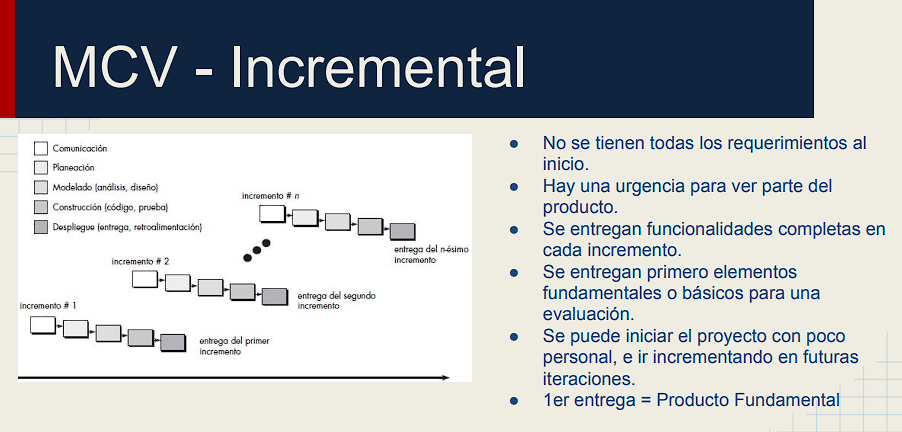 MCV - Incremental
Comunicación
Planeación
Modelado (análisis, diseño)
Construcción (código, prueba)
Despliegue (entrega, retroalimentación)
incremento # n
entrega del n-ésimo
incremento
incremento # 2
entrega del segundo
incremento
incremento # 1
entrega del primer
incremento
● No se tienen todas los requerimientos al
inicio.
● Hay una urgencia para ver parte del
producto.
● Se entregan funcionalidades completas en
cada incremento.
● Se entregan primero elementos
fundamentales o básicos para una
evaluación.
● Se puede iniciar el proyecto con poco
personal, e ir incrementando en futuras
iteraciones.
● 1er entrega = Producto Fundamental